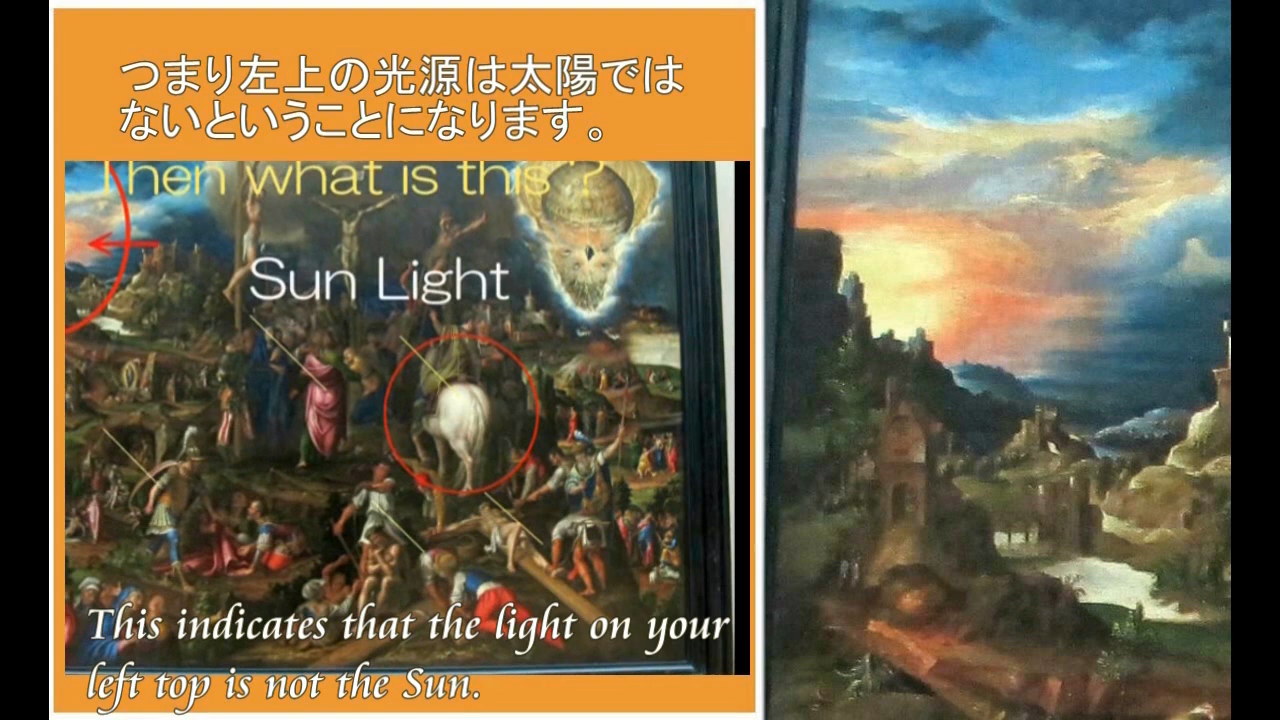 つまり左上の光源は太陽では
ないということになります。
Then what is this ?
Sun Light
This indicates that the light on your
left top is not the Sun.